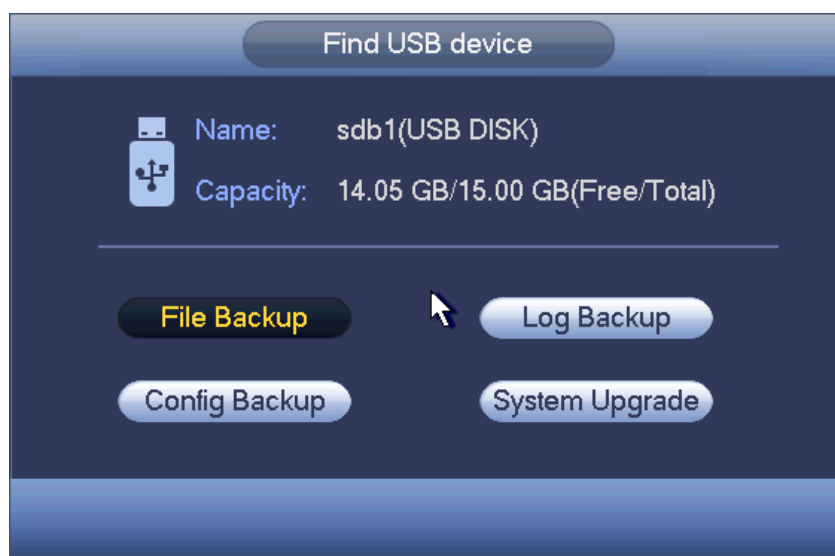 Find USB device
Name: sdb1(USB DISK)
Capacity: 14.05 GB/15.00 GB(Free/Total)
File Backup Log Backup
Config Backup System Upgrade